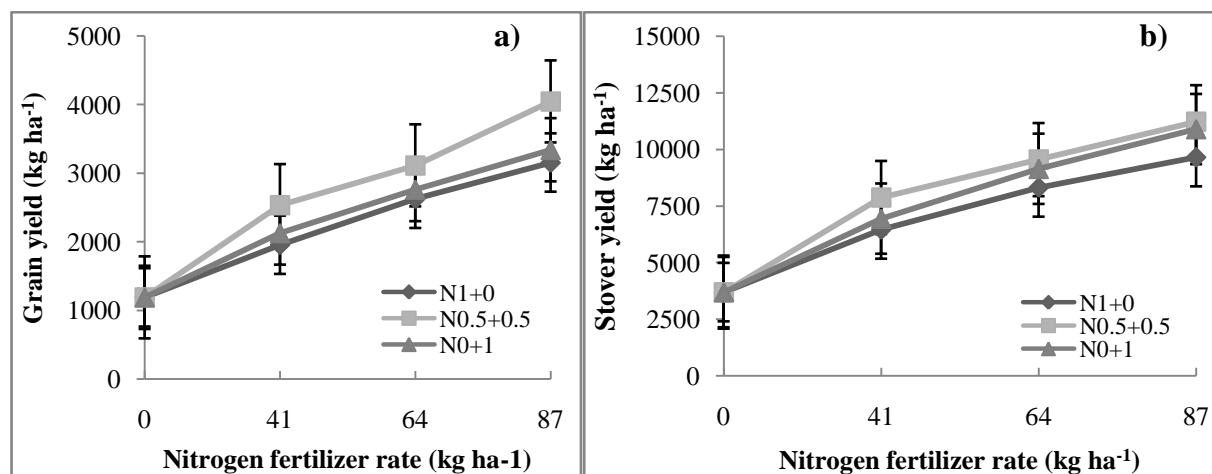 a)
Grain yield (kg ha-1)
5000
4000
3000
2000
1000
0
N1+0
N0.5+0.5
N0+1
0 41 64 87
Nitrogen fertilizer rate (kg ha-1)
b)
Stover yield (kg ha-1)
15000
12500
10000
7500
5000
2500
0
N1+0
N0.5+0.5
N0+1
0 41 64 87
Nitrogen fertilizer rate (kg ha-1)